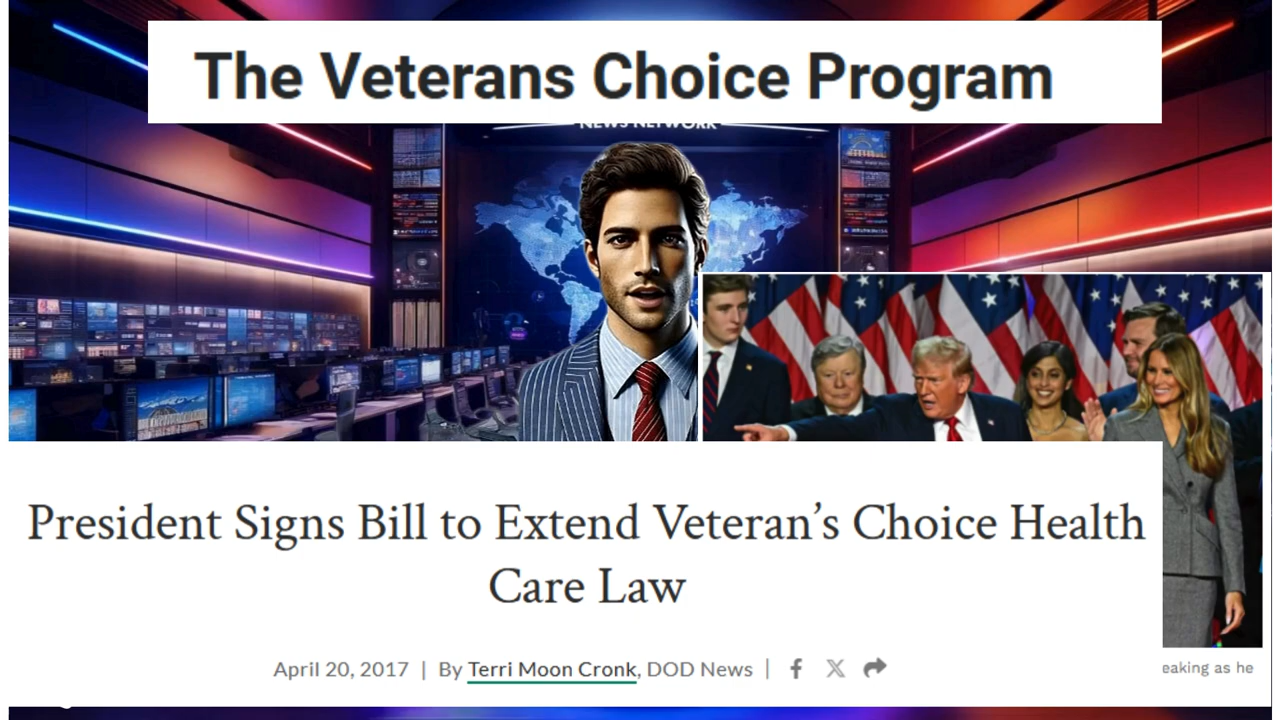 The Veterans Choice Program
NEWS NETWORK
President Signs Bill to Extend Veteran’s Choice Health
Care Law
April 20, 2017 | By Terri Moon Cronk, DOD News |
eaking as he